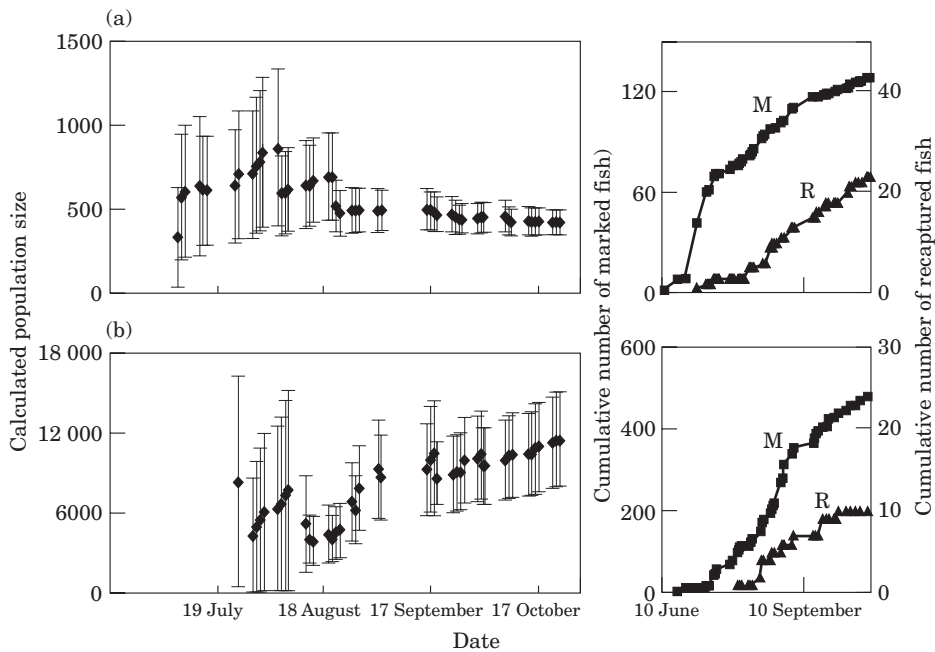 (a)
1500
1000
500
0
Calculated population size
(b)
18 000
12 000
6000
0
19 July
18 August
17 September
17 October
Date
120
60
0
M
R
40
20
0
Cumulative number of marked fish)
Cumulative number of recaptured fish
600
400
200
0
M
R
30
20
10
0
10 June
10 September